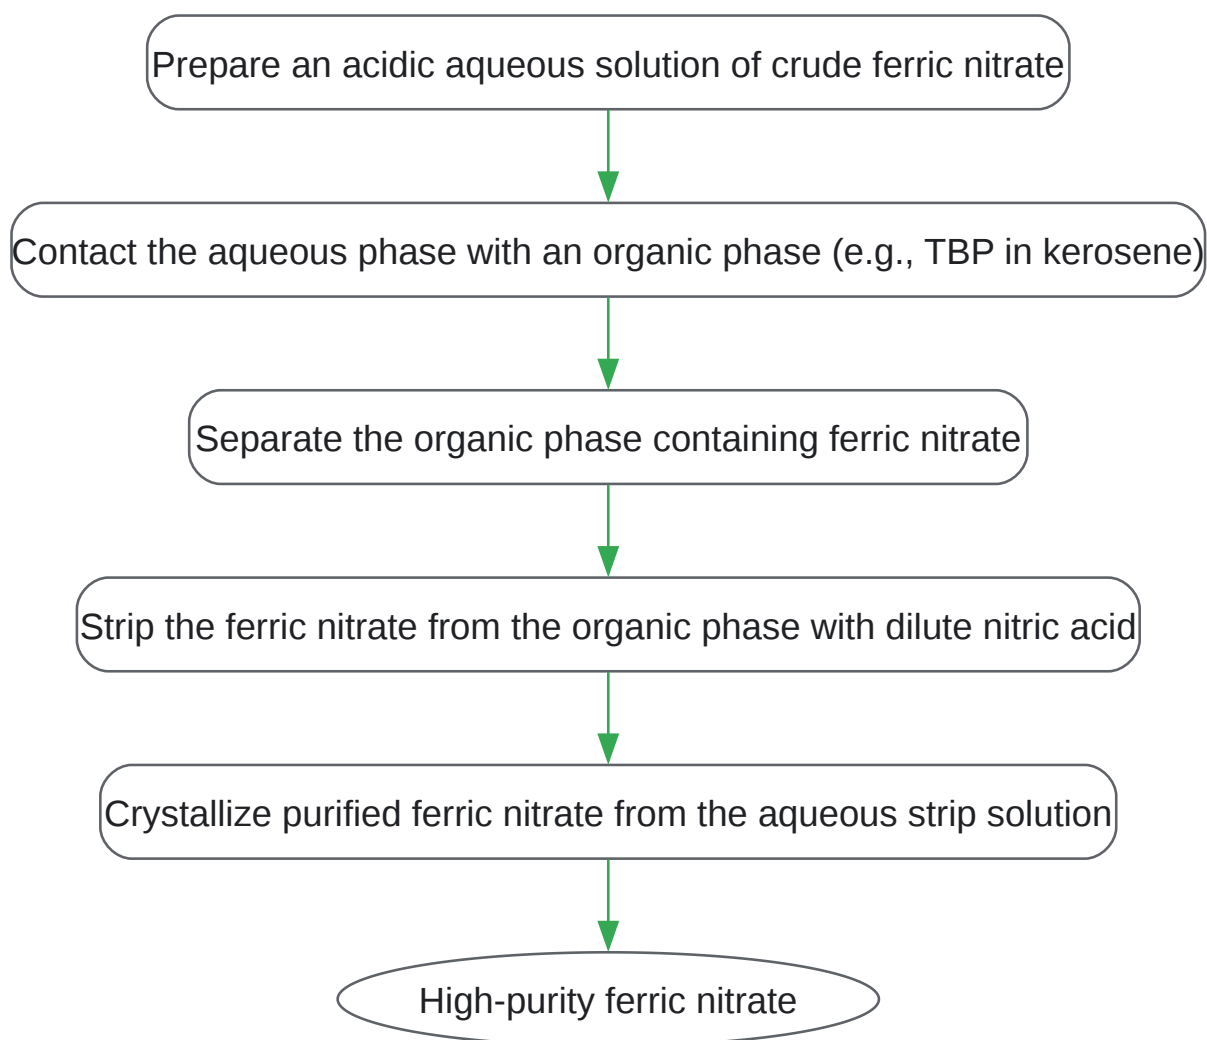 Prepare an acidic aqueous solution of crude ferric nitrate
Contact the aqueous phase with an organic phase (e.g., TBP in kerosene)
Separate the organic phase containing ferric nitrate
Strip the ferric nitrate from the organic phase with dilute nitric acid
Crystallize purified ferric nitrate from the aqueous strip solution
High-purity ferric nitrate